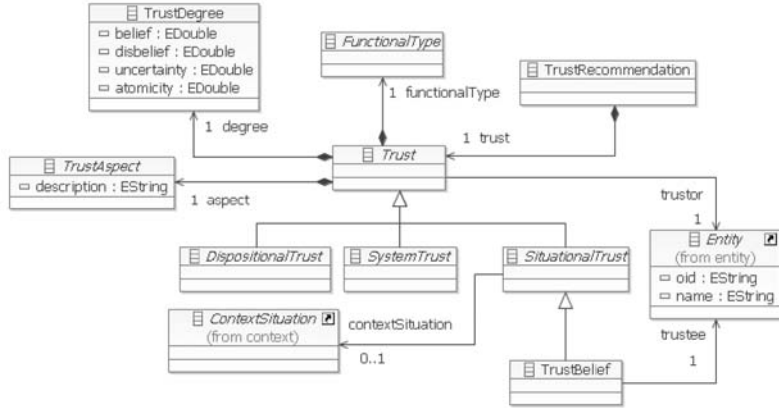 TrustDegree
belief : EDouble
disbelief : EDouble
uncertainty : EDouble
atomicity : EDouble
FunctionalType
TrustRecommendation
1 functionalType
1 degree
1 trust
TrustAspect
description : EString
Trust
1 aspect
trustor
1
DispositionalTrust
SystemTrust
SituationalTrust
Entity
(from entity)
oid : EString
name : EString
ContextSituation
(from context)
contextSituation
0..1
trustee
1
TrustBelief